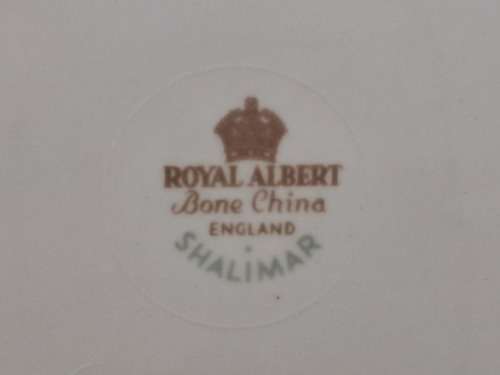 ROYAL ALBERT
Bone China
ENGLAND
SHALIMAR